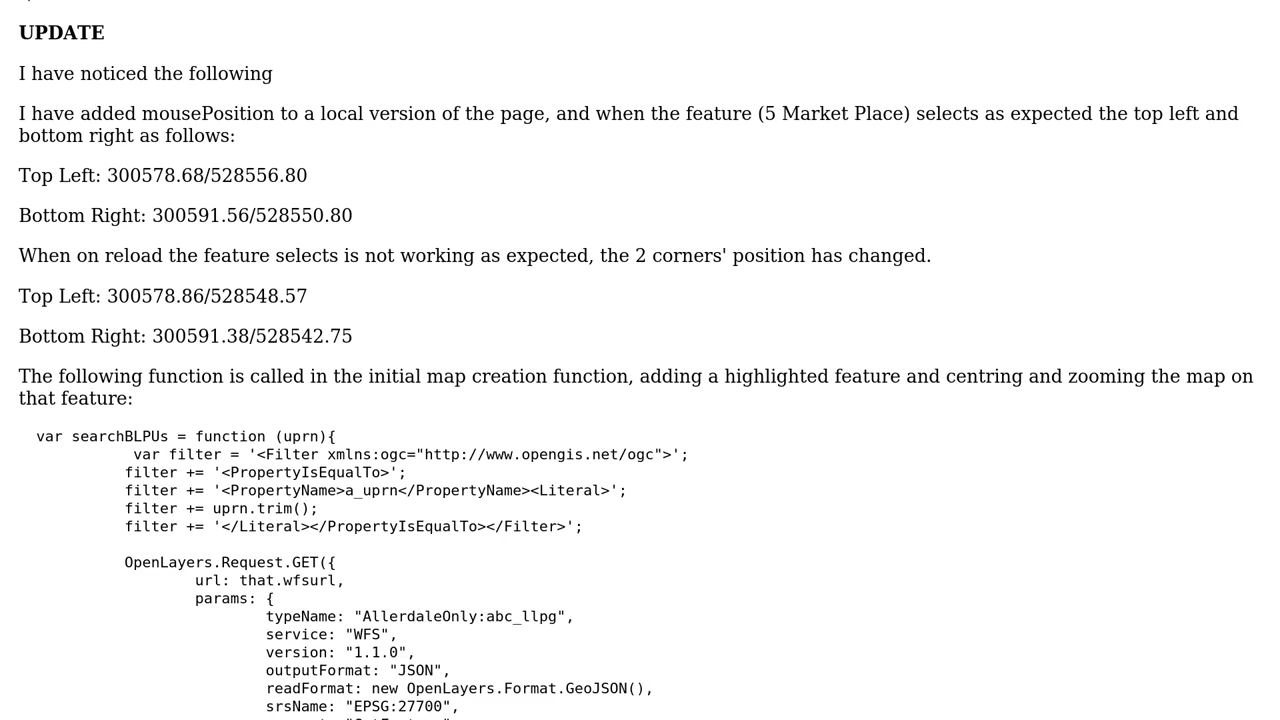 UPDATE
I have noticed the following
I have added mousePosition to a local version of the page, and when the feature (5 Market Place) selects as expected the top left and
bottom right as follows:
Top Left: 300578.68/528556.80
Bottom Right: 300591.56/528550.80
When on reload the feature selects is not working as expected, the 2 corners' position has changed.
Top Left: 300578.86/528548.57
Bottom Right: 300591.38/528542.75
The following function is called in the initial map creation function, adding a highlighted feature and centring and zooming the map on
that feature:
var searchBLPUs = function (uprn){
var filter = '<Filter xmlns:ogc="http://www.opengis.net/ogc">';
filter += '<PropertyIsEqualTo>';
filter += '<PropertyName>a_uprn</PropertyName><Literal>';
filter += uprn.trim();
filter += '</Literal></PropertyIsEqualTo></Filter>';
OpenLayers.Request.GET({
url: that.wfsurl,
params: {
typeName: "AllerdaleOnly:abc_llpg",
service: "WFS",
version: "1.1.0",
outputFormat: "JSON",
readFormat: new OpenLayers.Format.GeoJSON(),
srsName: "EPSG:27700",